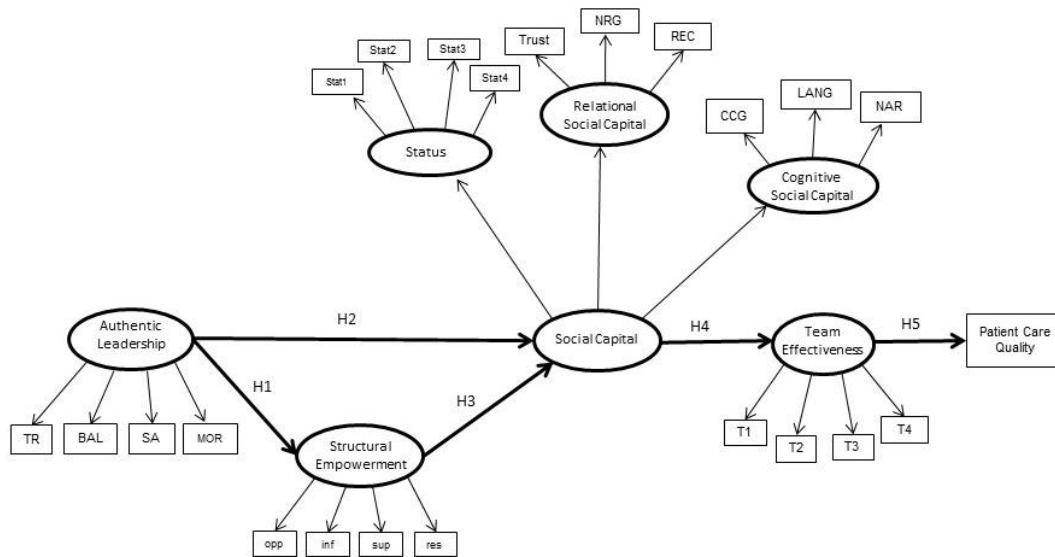 NRG
Trust
REC
Stat2
Stat3
Stat1
Stat4
Relational
Social Capital
LANG
CCG
NAR
Status
Cognitive
Social Capital
Authentic
Leadership
H2
Social Capital
H4
Team
Effectiveness
H5
Patient Care
Quality
H1
H3
TR
BAL
SA
MOR
Structural
Empowerment
T1
T2
T3
T4
opp
inf
sup
res